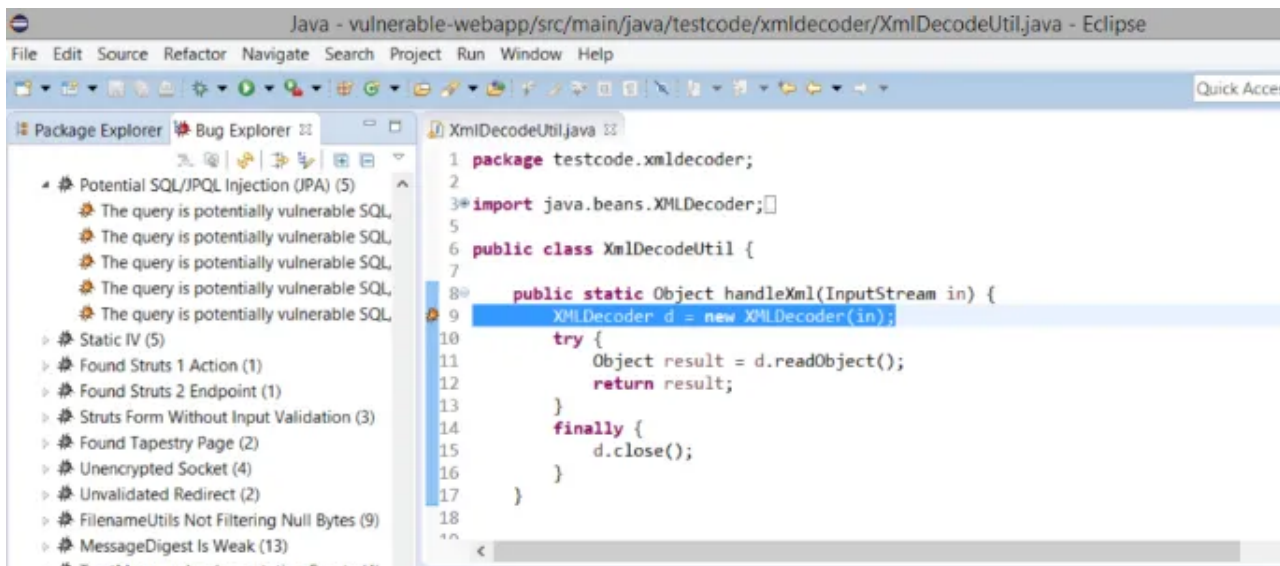 Java - vulnerable-webapp/src/main/java/testcode/xmldecoder/XmlDecodeUtil.java - Eclipse
File Edit Source Refactor Navigate Search Project Run Window Help
Quick Acce
Package Explorer Bug Explorer
Potential SQL/JPQL Injection (JPA) (5)
The query is potentially vulnerable SQL,
The query is potentially vulnerable SQL,
The query is potentially vulnerable SQL,
The query is potentially vulnerable SQL,
The query is potentially vulnerable SQL,
Static IV (5)
Found Struts 1 Action (1)
Found Struts 2 Endpoint (1)
Struts Form Without Input Validation (3)
Found Tapestry Page (2)
Unencrypted Socket (4)
Unvalidated Redirect (2)
FilenameUtils Not Filtering Null Bytes (9)
MessageDigest Is Weak (13)
XmlDecodeUtil.java
1 package testcode.xmldecoder;
2
3 import java.beans.XMLDecoder;
5
6 public class XmlDecodeUtil {
7
8 public static Object handleXml(InputStream in) {
9 XMLDecoder d = new XMLDecoder(in);
10 try {
11 Object result = d.readObject();
12 return result;
13 }
14 finally {
15 d.close();
16 }
17 }
18